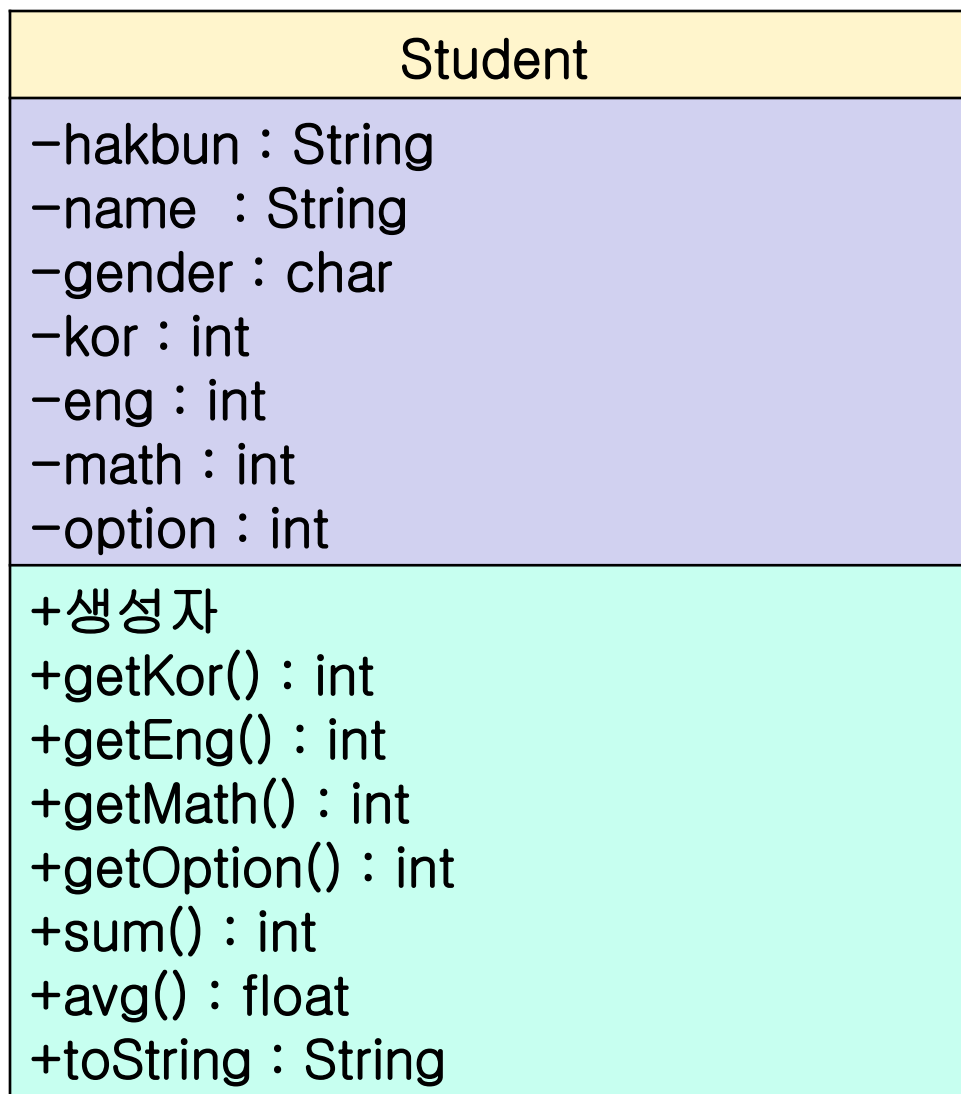 Student
-hakbun : String
-name : String
-gender : char
-kor : int
-eng : int
-math : int
-option : int
+생성자
+getKor() : int
+getEng() : int
+getMath() : int
+getOption() : int
+sum() : int
+avg() : float
+toString : String